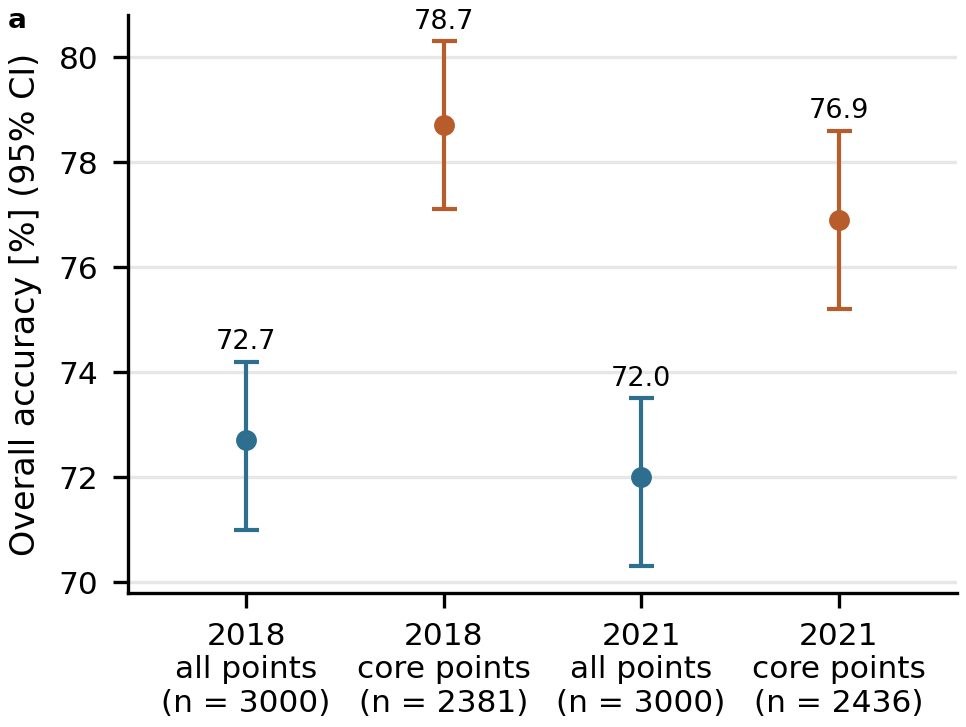 a
Overall accuracy [%] (95% CI)
80
78
76
74
72
70
78.7
76.9
72.7
72.0
2018
all points
(n = 3000)
2018
core points
(n = 2381)
2021
all points
(n = 3000)
2021
core points
(n = 2436)